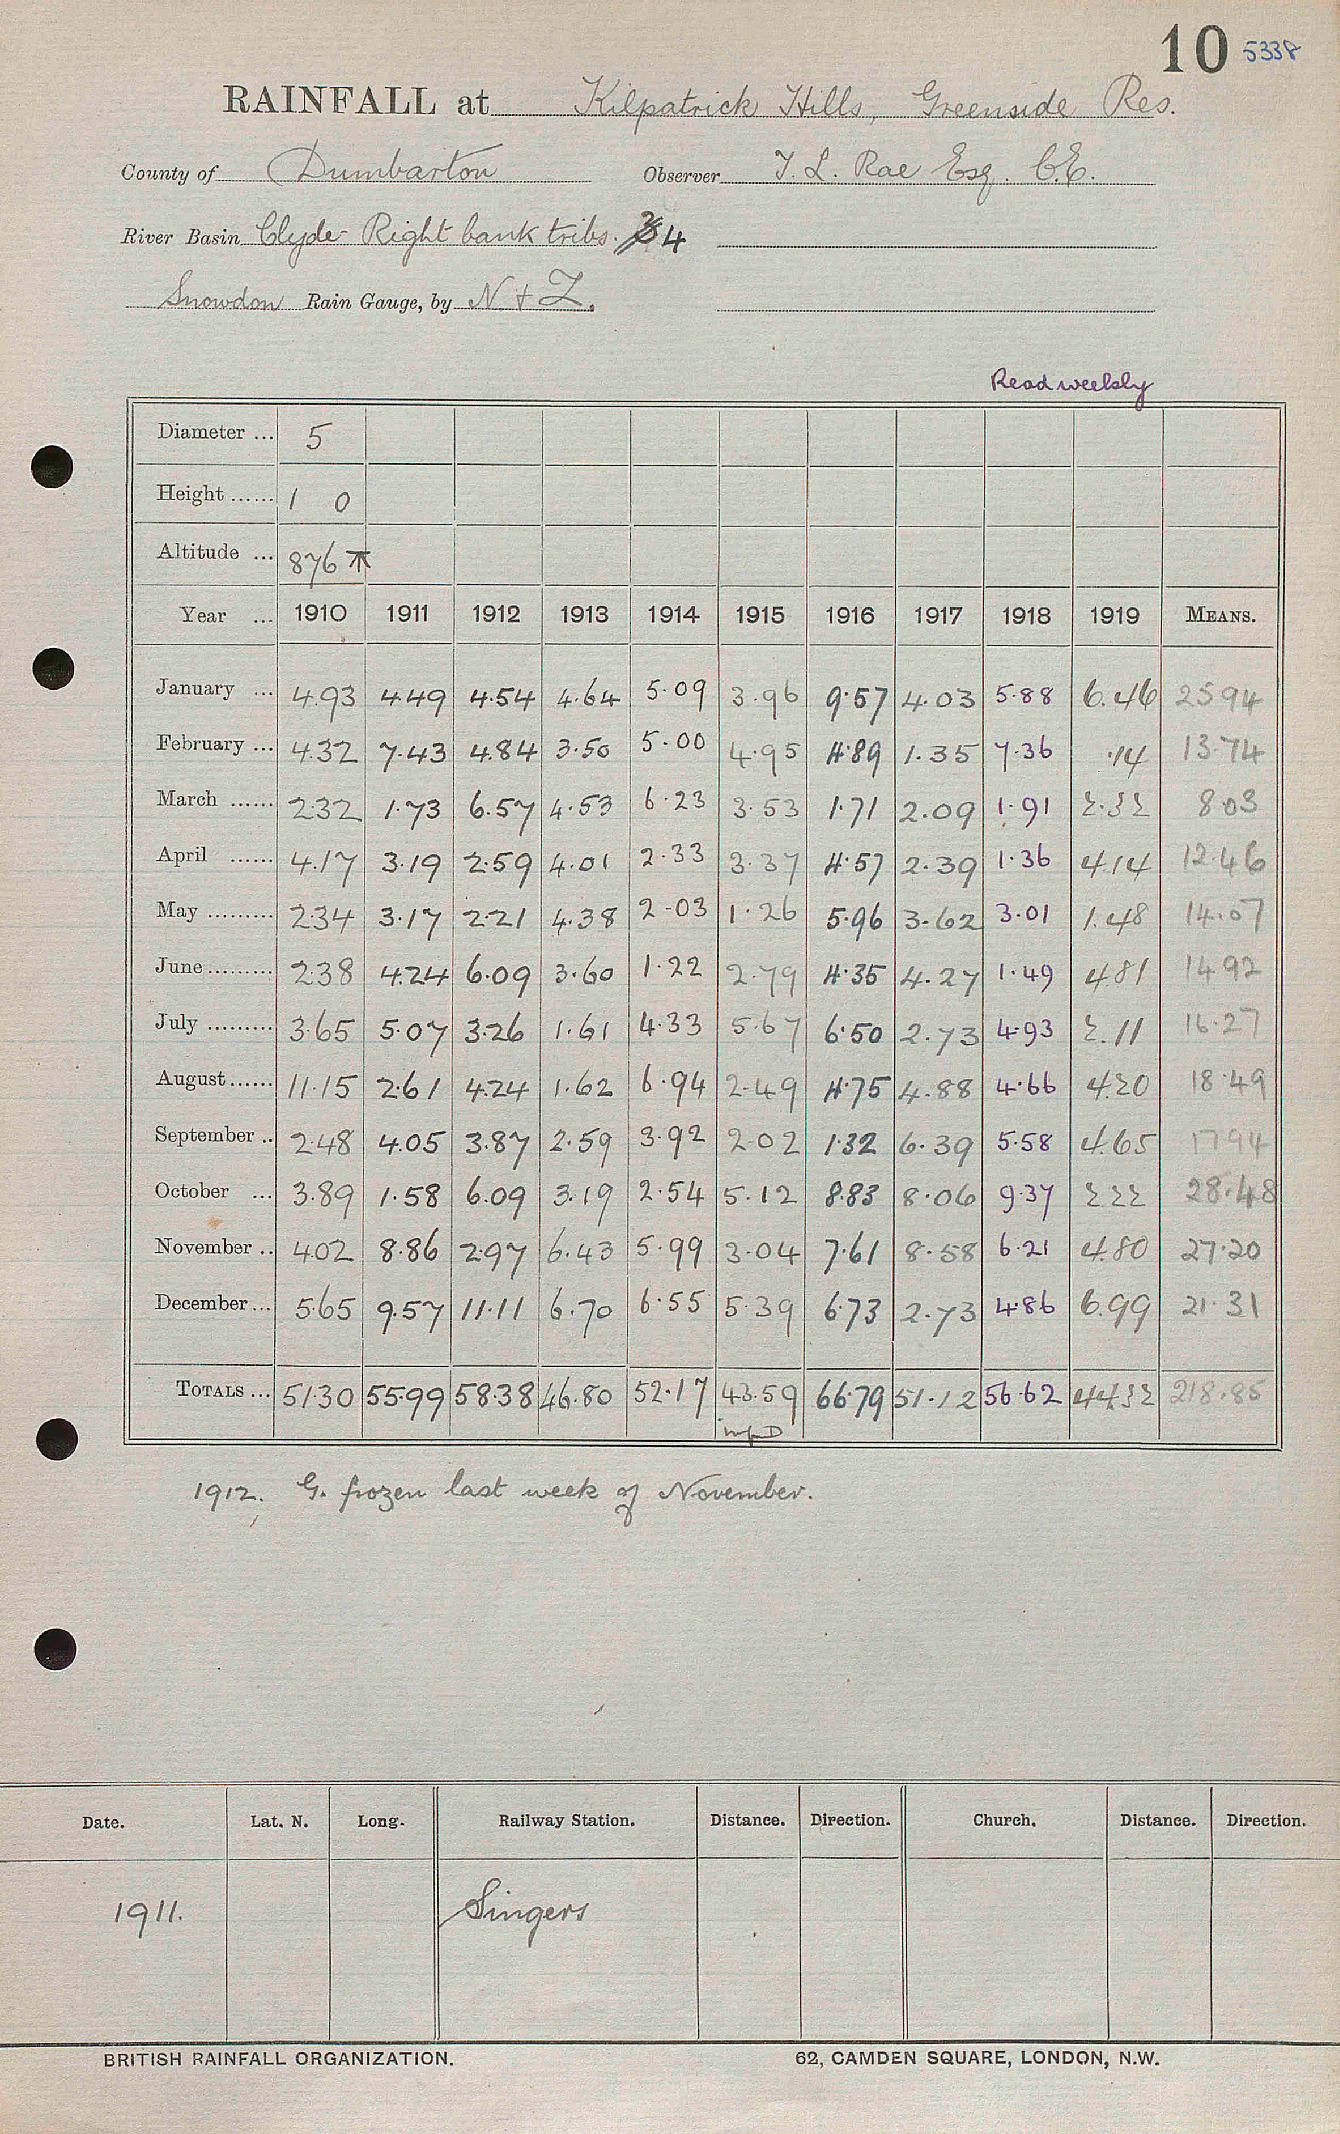 10 5338
RAINFALL at Kilpatrick Hills, Greenside Res.
County of Dumbarton Observer T. L. Rae Esq. C.E.
River Basin Clyde - Right bank tribs. 4
Snowdon Rain Gauge, by N + Z.
Read weekly
Diameter ... 5
Height ...... 1 0
Altitude ... 876
Year ... 1910 1911 1912 1913 1914 1915 1916 1917 1918 1919 MEANS.
January ... 4.93 4.49 4.54 4.64 5.09 3.96 9.57 4.03 5.88 6.46 25.94
February ... 4.32 7.43 4.84 3.50 5.00 4.95 4.89 1.35 7.36 .14 13.74
March ...... 2.32 1.73 6.57 4.53 6.23 3.53 1.71 2.09 1.91 2.32 8.03
April ...... 4.17 3.19 2.59 4.01 2.33 3.37 4.57 2.39 1.36 4.14 12.46
May ......... 2.34 3.17 2.21 4.38 2.03 1.26 5.96 3.62 3.01 1.48 14.07
June ......... 2.38 4.24 6.09 3.60 1.22 2.79 4.35 4.27 1.49 4.81 14.92
July ......... 3.65 5.07 3.26 1.61 4.33 5.67 6.50 2.73 4.93 2.11 16.27
August ...... 11.15 2.61 4.24 1.62 6.94 2.49 4.75 4.88 4.66 4.20 18.49
September .. 2.48 4.05 3.87 2.59 3.92 2.02 1.32 6.39 5.58 4.65 17.94
October ... 3.89 1.58 6.09 3.19 2.54 5.12 8.83 8.06 9.37 2.22 28.48
November .. 4.02 8.86 2.97 6.43 5.99 3.04 7.61 8.58 6.21 4.80 27.20
December ... 5.65 9.57 11.11 6.70 6.55 5.39 6.73 2.73 4.86 6.99 21.31
TOTALS ... 51.30 55.99 58.38 46.80 52.17 43.59 66.79 51.12 56.62 44.32 218.85
1912. G. frozen last week of November.
Date. Lat. N. Long. Railway Station. Distance. Direction. Church. Distance. Direction.
1911. Singers
BRITISH RAINFALL ORGANIZATION. 62, CAMDEN SQUARE, LONDON, N.W.